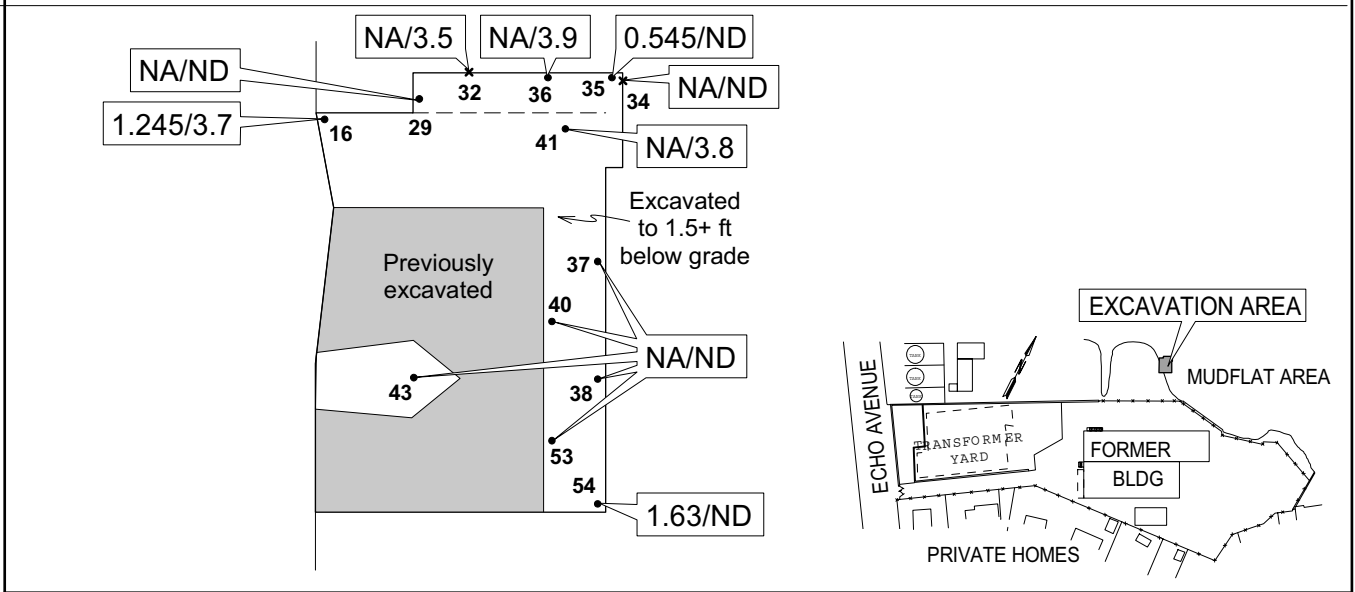 NA/3.5
NA/3.9
0.545/ND
NA/ND
NA/ND
32
36
35
34
1.245/3.7
16
29
41
NA/3.8
Excavated
to 1.5+ ft
below grade
Previously
excavated
37
40
NA/ND
43
38
53
54
1.63/ND
EXCAVATION AREA
MUDFLAT AREA
ECHO AVENUE
TANK
TANK
TANK
TRANSFORMER
YARD
FORMER
BLDG
PRIVATE HOMES